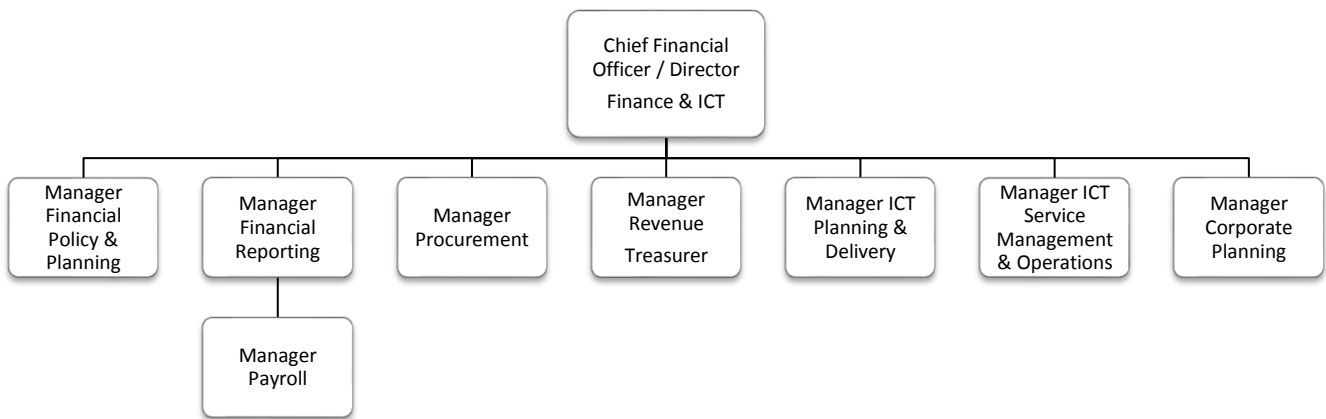 Chief Financial
Officer / Director
Finance & ICT
Manager
Financial
Policy &
Planning
Manager
Financial
Reporting
Manager
Procurement
Manager
Revenue
Treasurer
Manager ICT
Planning &
Delivery
Manager ICT
Service
Management
& Operations
Manager
Corporate
Planning
Manager
Payroll